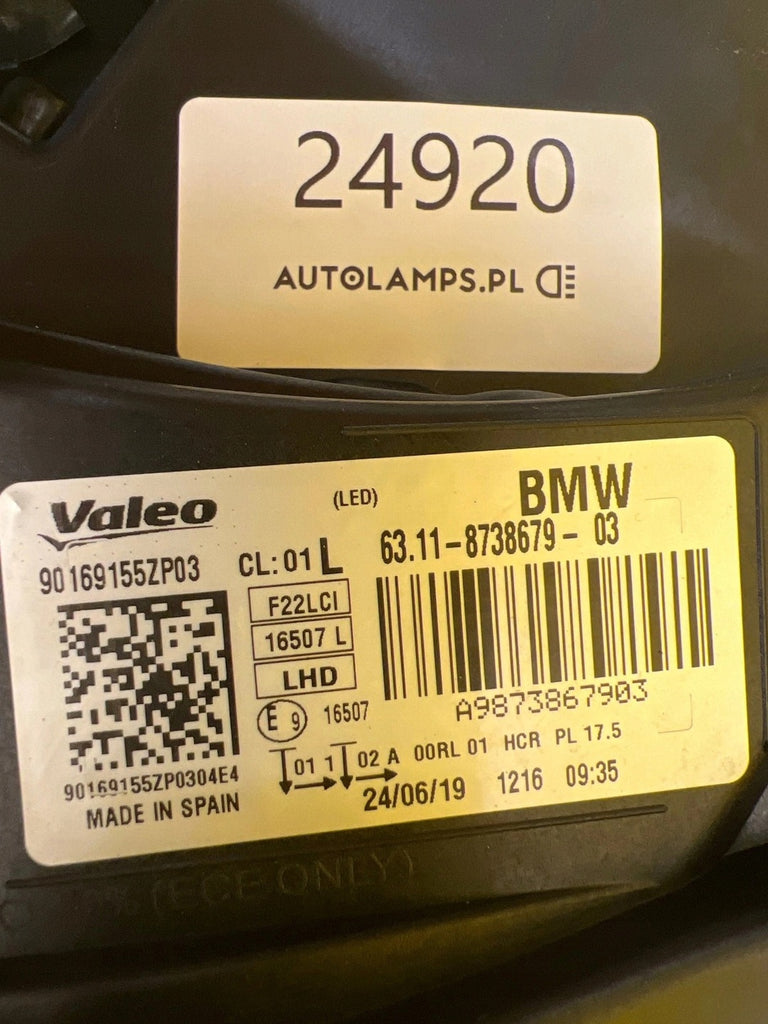 24920
AUTOLAMPS.PL
Valeo
(LED)
BMW
90169155ZP03
CL: 01 L
63.11-8738679-03
F22LCI
16507 L
LHD
E 9
16507
A9873867903
90169155ZP0304E4
MADE IN SPAIN
01 1 02 A 00RL 01 HCR PL 17.5
24/06/19 1216 09:35
(ECE ONLY)